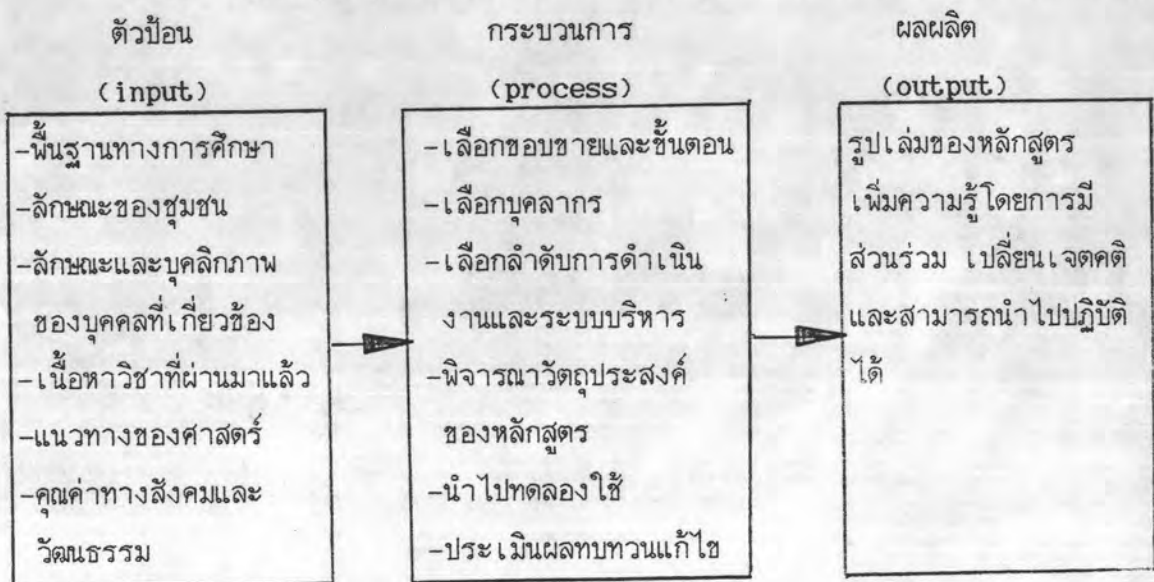 ตัวป้อน
(input)
-พื้นฐานทางการศึกษา
-ลักษณะของชุมชน
-ลักษณะและบุคลิกภาพ
ของบุคคลที่เกี่ยวข้อง
-เนื้อหาวิชาที่ผ่านมาแล้ว
-แนวทางของศาสตร์
-คุณค่าทางสังคมและ
วัฒนธรรม
กระบวนการ
(process)
-เลือกขอบขายและขั้นตอน
-เลือกบุคลากร
-เลือกลำดับการดำเนิน
งานและระบบบริหาร
-พิจารณาวัตถุประสงค์
ของหลักสูตร
-นำไปทดลองใช้
-ประเมินผลทบทวนแก้ไข
ผลผลิต
(output)
รูปเล่มของหลักสูตร
เพิ่มความรู้โดยการมี
ส่วนร่วม เปลี่ยนเจตคติ
และสามารถนำไปปฏิบัติ
ได้